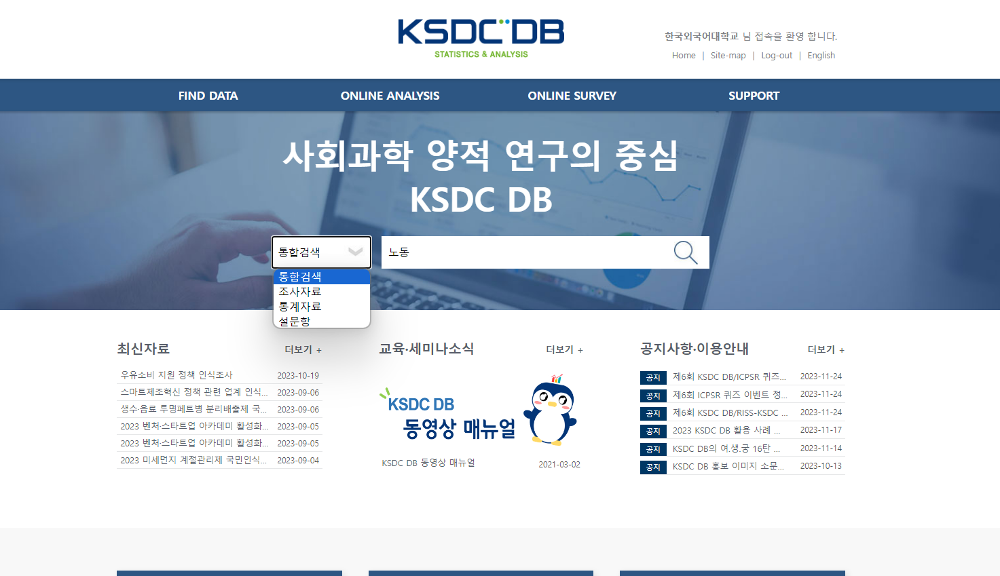 KSDC DB
STATISTICS & ANALYSIS
한국외국어대학교 님 접속을 환영 합니다.
Home | Site-map | Log-out | English
FIND DATA ONLINE ANALYSIS ONLINE SURVEY SUPPORT
사회과학 양적 연구의 중심
KSDC DB
통합검색 노동
통합검색
조사자료
통계자료
설문항
최신자료 더보기 +
우유소비 지원 정책 인식조사 2023-10-19
스마트제조혁신 정책 관련 업계 인식... 2023-09-06
생수·음료 투명페트병 분리배출제 국... 2023-09-06
2023 벤처·스타트업 아카데미 활성화... 2023-09-05
2023 벤처·스타트업 아카데미 활성화... 2023-09-05
2023 미세먼지 계절관리제 국민인식... 2023-09-04
교육·세미나소식 더보기 +
KSDC DB
동영상 매뉴얼
KSDC DB 동영상 매뉴얼 2021-03-02
공지사항·이용안내 더보기 +
공지 제6회 KSDC DB/ICPSR 퀴즈... 2023-11-24
공지 제6회 ICPSR 퀴즈 이벤트 정... 2023-11-24
공지 제6회 KSDC DB/RISS-KSDC ... 2023-11-24
공지 2023 KSDC DB 활용 사례 ... 2023-11-17
공지 KSDC DB의 여.생.궁 16탄 ... 2023-11-14
공지 KSDC DB 홍보 이미지 소문... 2023-10-13